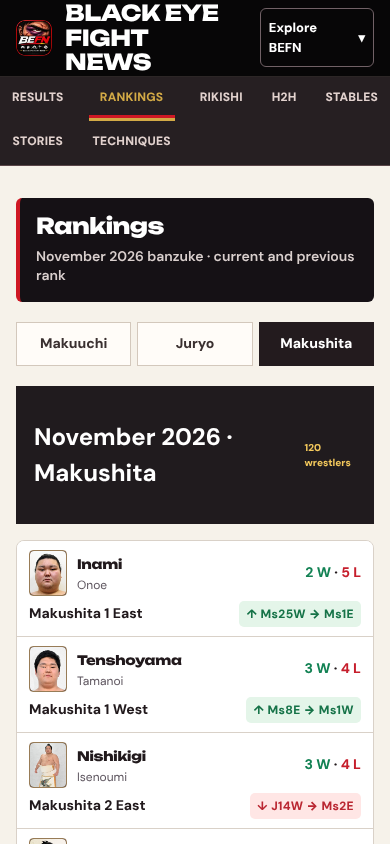 BEFN
BLACK EYE
FIGHT
NEWS
Explore
BEFN
▾
RESULTS
RANKINGS
RIKISHI
H2H
STABLES
STORIES
TECHNIQUES
Rankings
November 2026 banzuke · current and previous
rank
Makuuchi
Juryo
Makushita
November 2026 ·
Makushita
120
wrestlers
Inami
Onoe
2 W · 5 L
Makushita 1 East
↑ Ms25W → Ms1E
Tenshoyama
Tamanoi
3 W · 4 L
Makushita 1 West
↑ Ms8E → Ms1W
Nishikigi
Isenoumi
3 W · 4 L
Makushita 2 East
↓ J14W → Ms2E